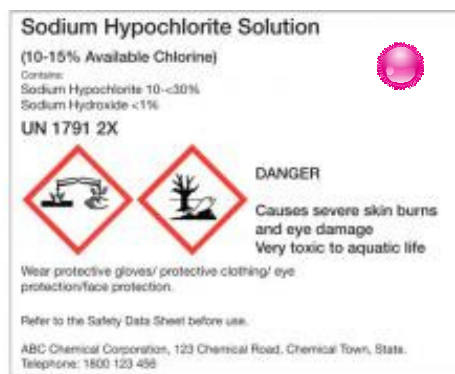 Sodium Hypochlorite Solution
(10-15% Available Chlorine)
Contains:
Sodium Hypochlorite 10-<30%
Sodium Hydroxide <1%
UN 1791 2X
DANGER
Causes severe skin burns
and eye damage
Very toxic to aquatic life
Wear protective gloves/ protective clothing/ eye
protection/face protection.
Refer to the Safety Data Sheet before use.
ABC Chemical Corporation, 123 Chemical Road, Chemical Town, State.
Telephone: 1800 123 456